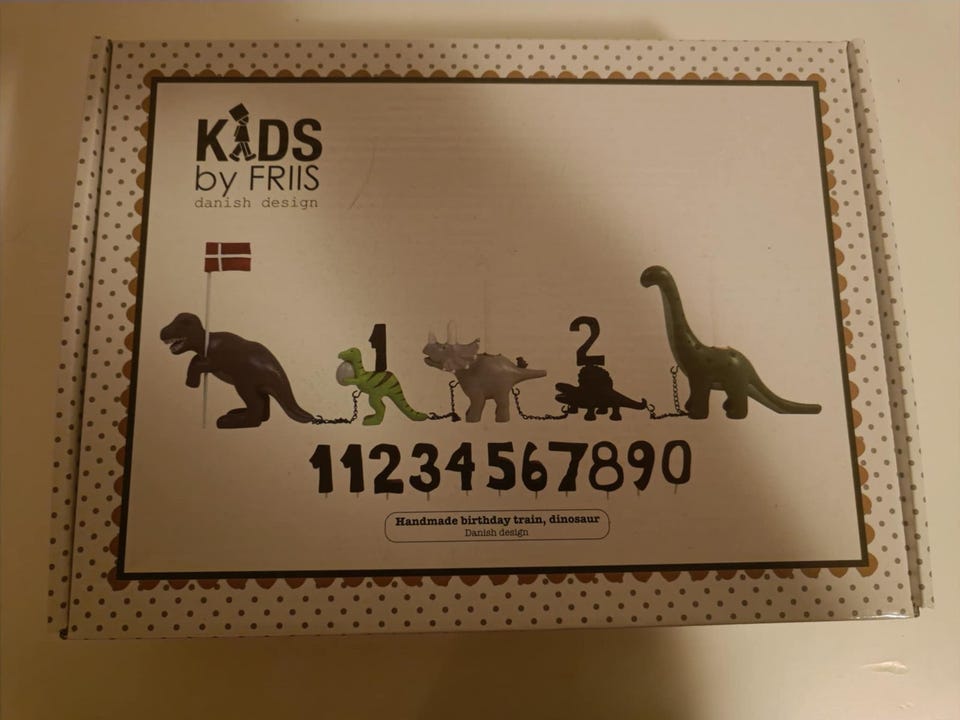 KIDS
by FRIIS
danish design
1
2
11234567890
Handmade birthday train, dinosaur
Danish design